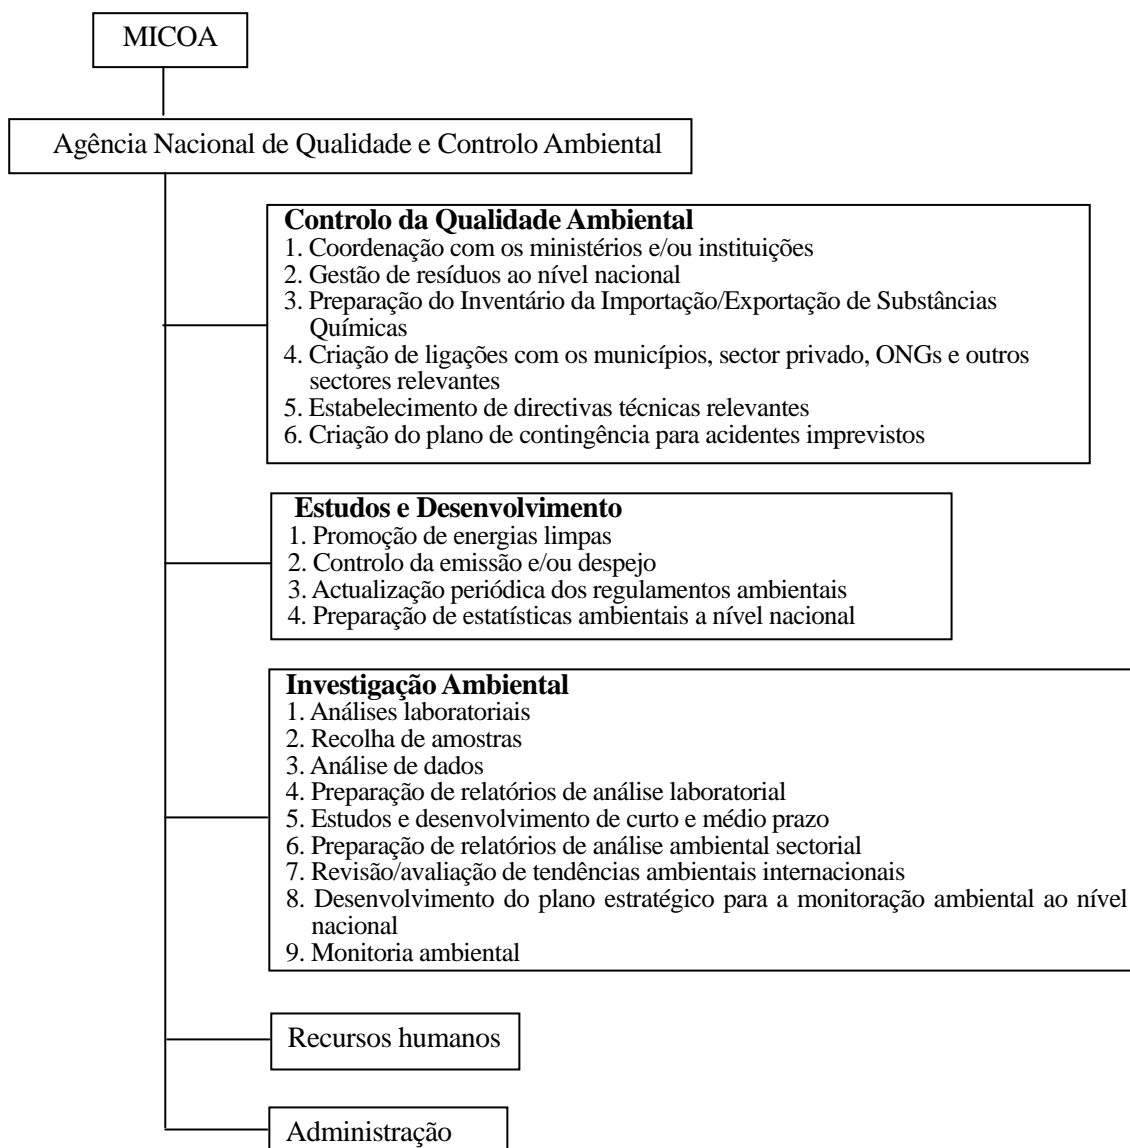 MICOA
Agência Nacional de Qualidade e Controlo Ambiental
Controlo da Qualidade Ambiental
1. Coordenação com os ministérios e/ou instituições
2. Gestão de resíduos ao nível nacional
3. Preparação do Inventário da Importação/Exportação de Substâncias
Químicas
4. Criação de ligações com os municípios, sector privado, ONGs e outros
sectores relevantes
5. Estabelecimento de directivas técnicas relevantes
6. Criação do plano de contingência para acidentes imprevistos
Estudos e Desenvolvimento
1. Promoção de energias limpas
2. Controlo da emissão e/ou despejo
3. Actualização periódica dos regulamentos ambientais
4. Preparação de estatísticas ambientais a nível nacional
Investigação Ambiental
1. Análises laboratoriais
2. Recolha de amostras
3. Análise de dados
4. Preparação de relatórios de análise laboratorial
5. Estudos e desenvolvimento de curto e médio prazo
6. Preparação de relatórios de análise ambiental sectorial
7. Revisão/avaliação de tendências ambientais internacionais
8. Desenvolvimento do plano estratégico para a monitoração ambiental ao nível
nacional
9. Monitoria ambiental
Recursos humanos
Administração